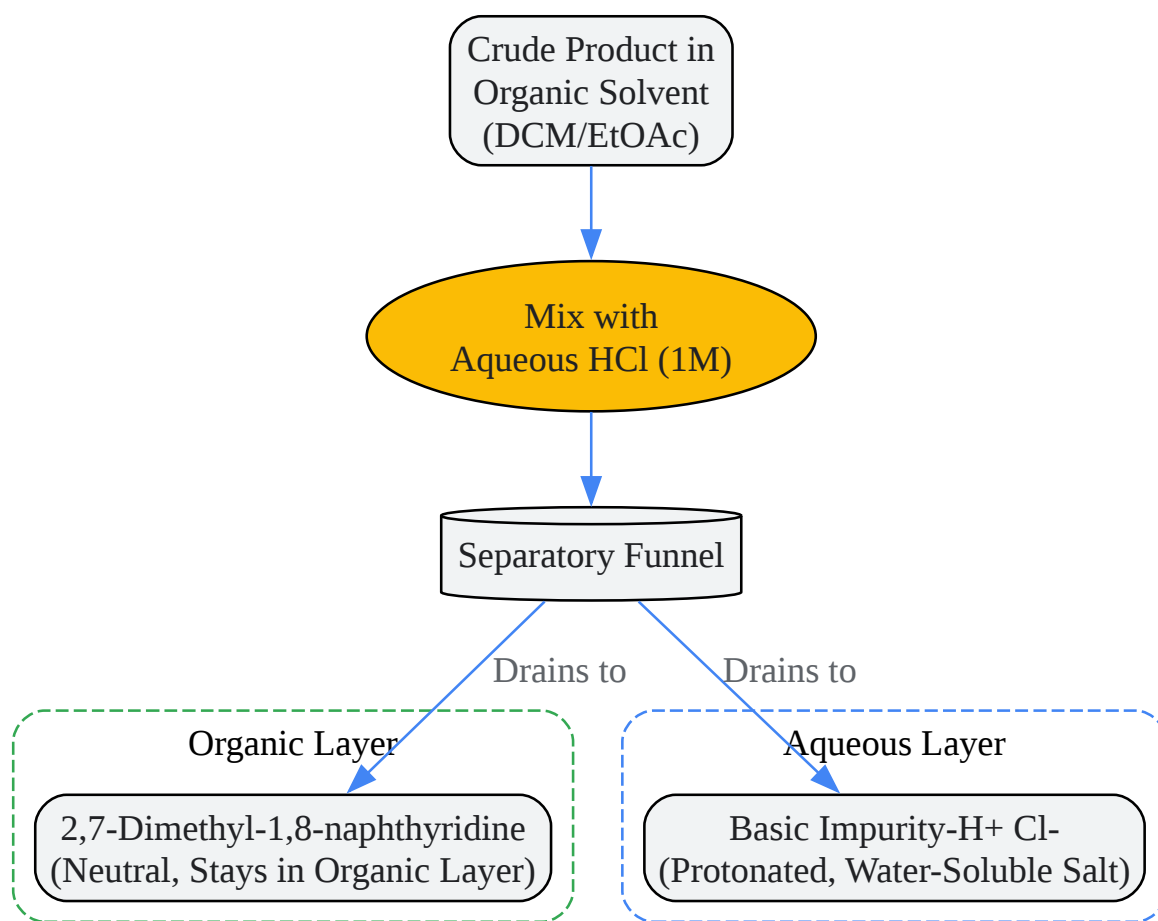 Crude Product in
Organic Solvent
(DCM/EtOAc)
Mix with
Aqueous HCl (1M)
Separatory Funnel
Drains to
Drains to
Organic Layer
Aqueous Layer
2,7-Dimethyl-1,8-naphthyridine
(Neutral, Stays in Organic Layer)
Basic Impurity-H+ Cl-
(Protonated, Water-Soluble Salt)